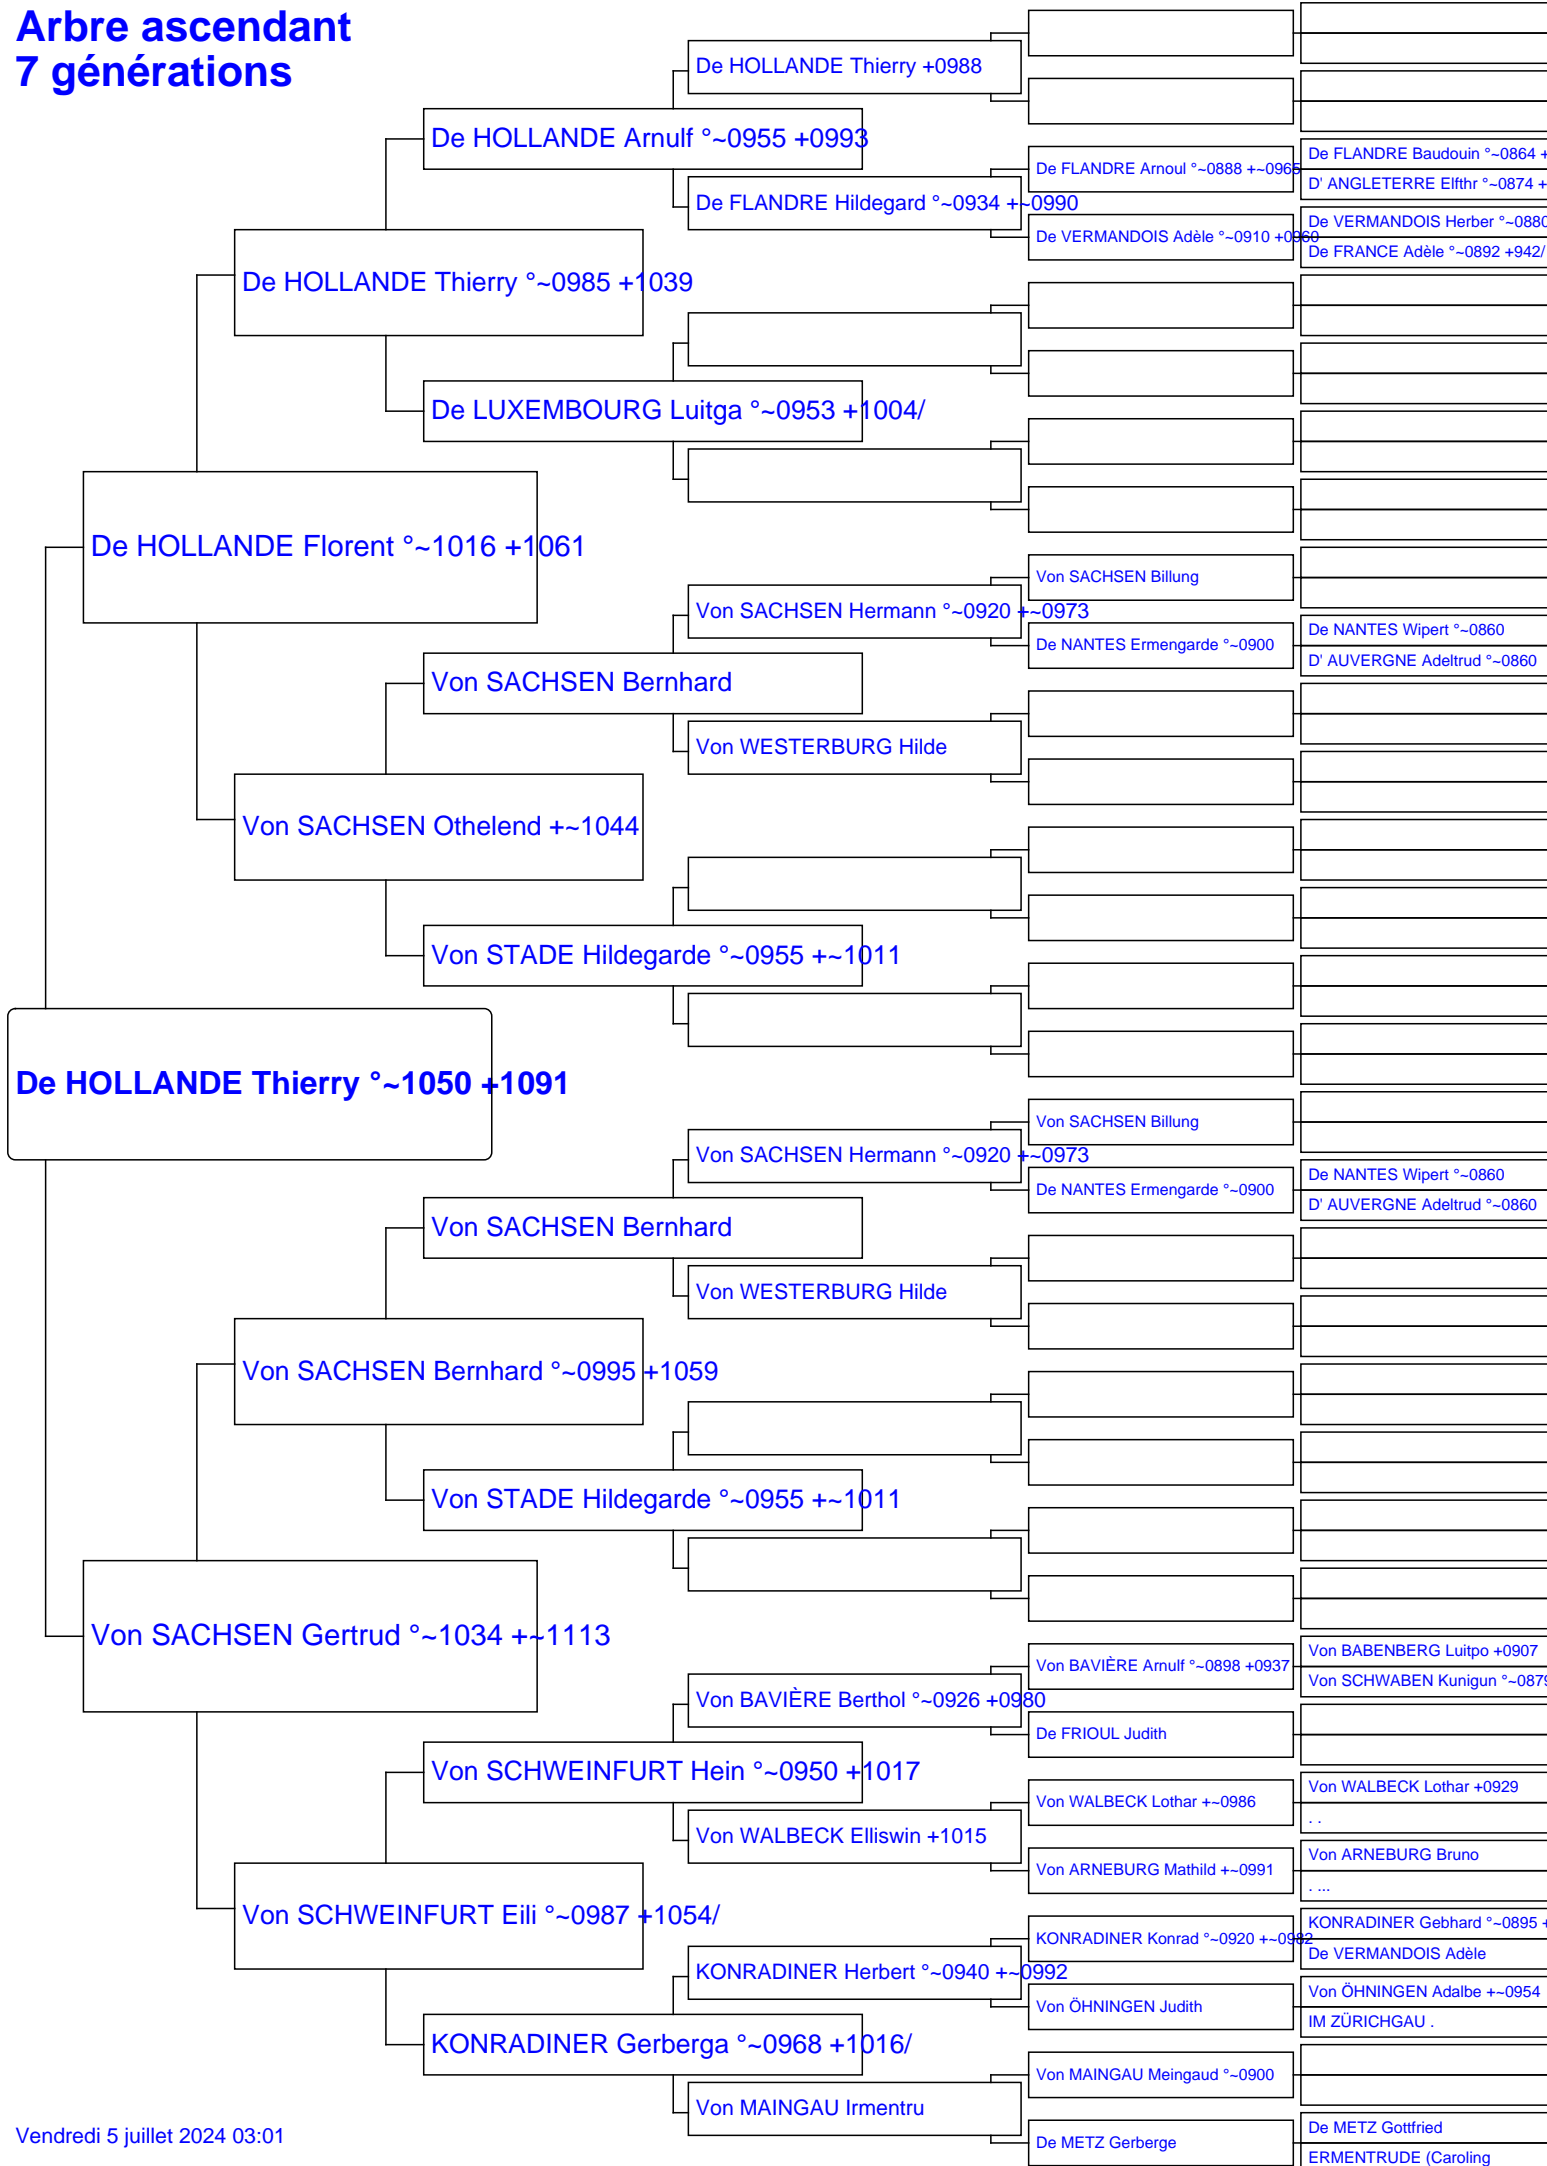 Arbre ascendant
7 générations
De HOLLANDE Thierry +0988
De HOLLANDE Arnulf °~0955 +0993
De FLANDRE Arnoul °~0888 +~0965
De FLANDRE Baudouin °~0864 +
D' ANGLETERRE Elfthr °~0874 +
De FLANDRE Hildegard °~0934 +~0990
De VERMANDOIS Adèle °~0910 +0960
De VERMANDOIS Herber °~0880
De FRANCE Adèle °~0892 +942/
De HOLLANDE Thierry °~0985 +1039
De LUXEMBOURG Luitga °~0953 +1004/
De HOLLANDE Florent °~1016 +1061
Von SACHSEN Billung
Von SACHSEN Hermann °~0920 +~0973
De NANTES Ermengarde °~0900
De NANTES Wipert °~0860
D' AUVERGNE Adeltrud °~0860
Von SACHSEN Bernhard
Von WESTERBURG Hilde
Von SACHSEN Othelend +~1044
Von STADE Hildegarde °~0955 +~1011
De HOLLANDE Thierry °~1050 +1091
Von SACHSEN Billung
Von SACHSEN Hermann °~0920 +~0973
De NANTES Ermengarde °~0900
De NANTES Wipert °~0860
D' AUVERGNE Adeltrud °~0860
Von SACHSEN Bernhard
Von WESTERBURG Hilde
Von SACHSEN Bernhard °~0995 +1059
Von STADE Hildegarde °~0955 +~1011
Von SACHSEN Gertrud °~1034 +~1113
Von BAVIÈRE Arnulf °~0898 +0937
Von BABENBERG Luitpo +0907
Von SCHWABEN Kunigun °~0879
Von BAVIÈRE Berthol °~0926 +0980
De FRIOUL Judith
Von SCHWEINFURT Hein °~0950 +1017
Von WALBECK Lothar +~0986
Von WALBECK Lothar +0929
. .
Von WALBECK Elliswin +1015
Von ARNEBURG Mathild +~0991
Von ARNEBURG Bruno
. ...
Von SCHWEINFURT Eili °~0987 +1054/
KONRADINER Konrad °~0920 +~0982
KONRADINER Gebhard °~0895 +
De VERMANDOIS Adèle
KONRADINER Herbert °~0940 +~0992
Von ÖHNINGEN Judith
Von ÖHNINGEN Adalbe +~0954
IM ZÜRICHGAU .
KONRADINER Gerberga °~0968 +1016/
Von MAINGAU Meingaud °~0900
Von MAINGAU Irmentru
De METZ Gerberge
De METZ Gottfried
ERMENTRUDE (Caroling
Vendredi 5 juillet 2024 03:01